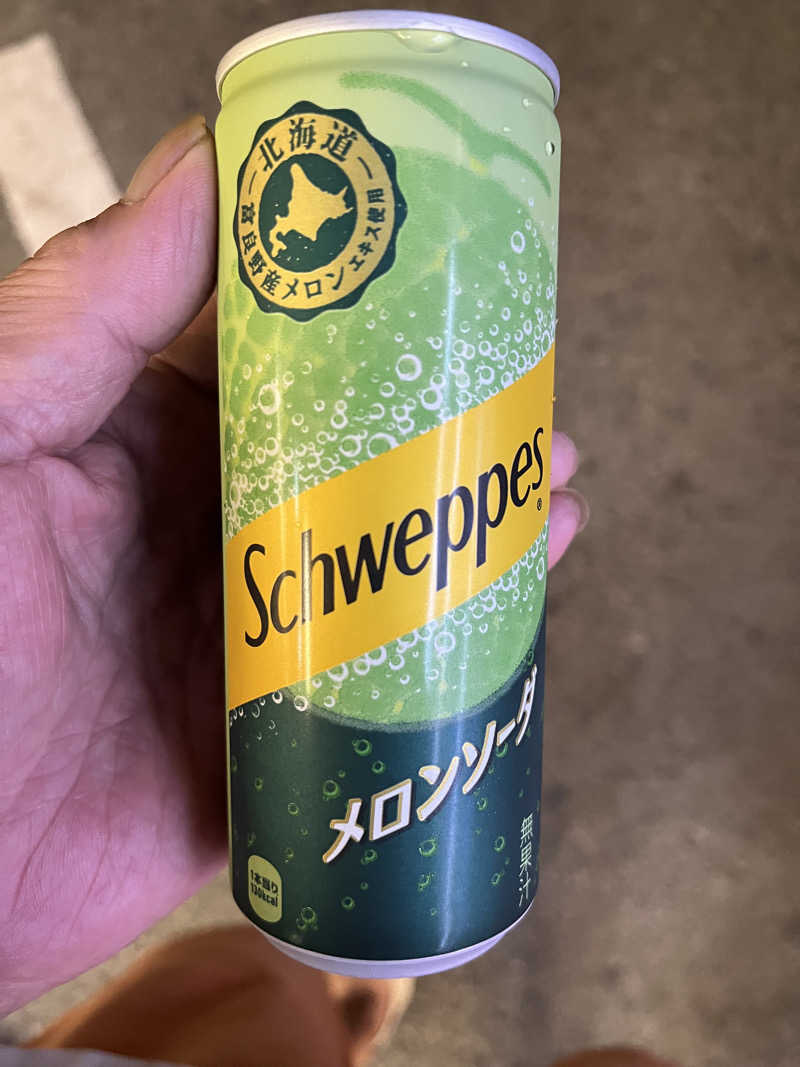 北海道
富良野産メロンエキス使用
Schweppes®
メロンソーダ
無果汁
1本当り
130kcal